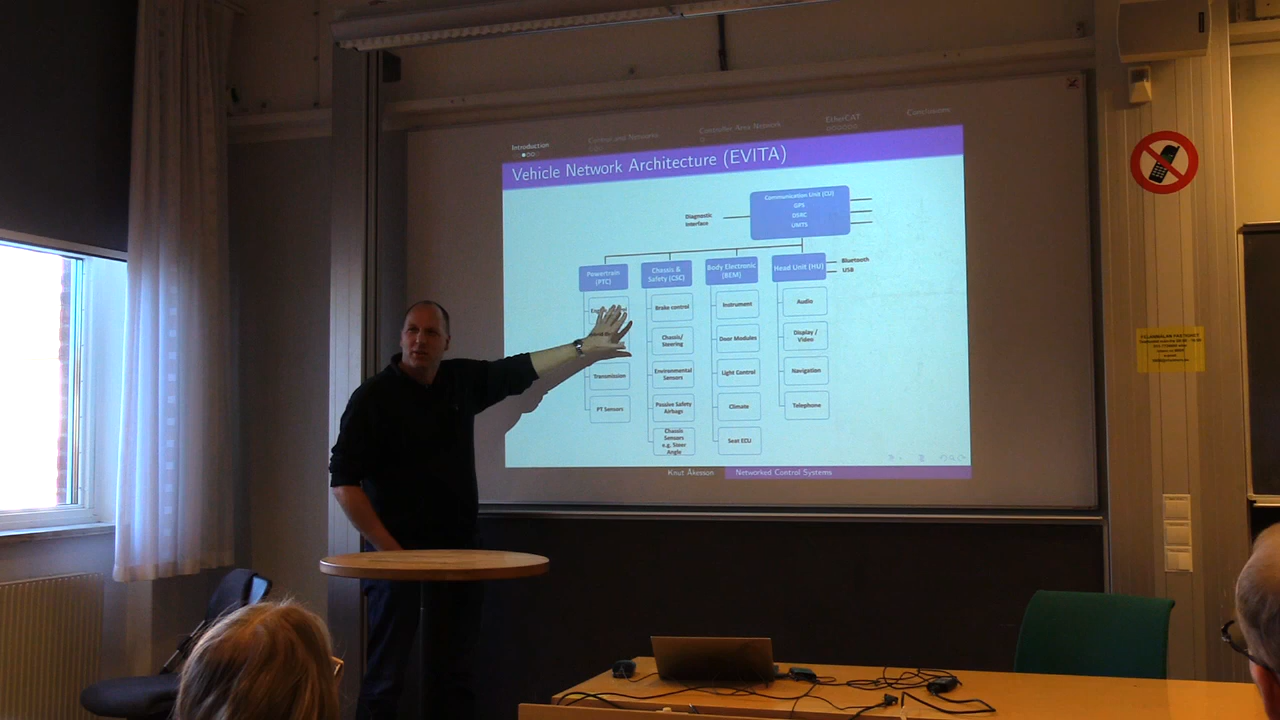 Introduction
Control and Networks
Controller Area Network
EtherCAT
Conclusions
Vehicle Network Architecture (EVITA)
Communication Unit (CU)
GPS
DSRC
UMTS
Diagnostic
Interface
Powertrain
(PTC)
Transmission
PT Sensors
Chassis &
Safety (CSC)
Brake control
Chassis/
Steering
Environmental
Sensors
Passive Safety
Airbags
Chassis
Sensors
e.g. Steer
Angle
Body Electronic
(BEM)
Instrument
Door Modules
Light Control
Climate
Seat ECU
Head Unit (HU)
Audio
Display /
Video
Navigation
Telephone
Bluetooth
USB
Knut Åkesson
Networked Control Systems